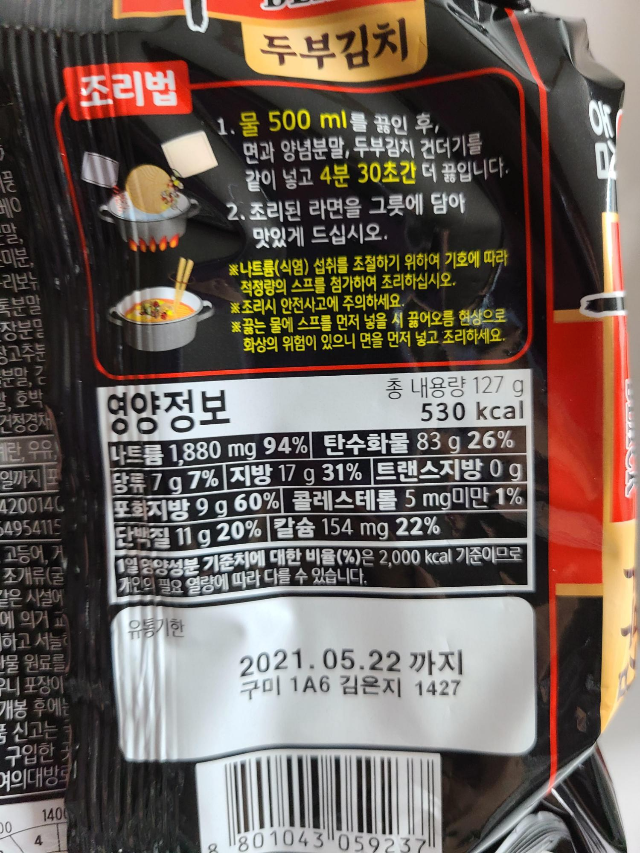 두부김치
조리법
1. 물 500 ml를 끓인 후,
면과 양념분말, 두부김치 건더기를
같이 넣고 4분 30초간 더 끓입니다.
2. 조리된 라면을 그릇에 담아
맛있게 드십시오.
※나트륨(식염) 섭취를 조절하기 위하여 기호에 따라
적정량의 스프를 첨가하여 조리하십시오.
※조리시 안전사고에 주의하세요.
※끓는 물에 스프를 먼저 넣을 시 끓어오름 현상으로
화상의 위험이 있으니 면을 먼저 넣고 조리하세요.
영양정보
총 내용량 127 g
530 kcal
나트륨 1,880 mg 94% 탄수화물 83 g 26%
당류 7 g 7% 지방 17 g 31% 트랜스지방 0 g
포화지방 9 g 60% 콜레스테롤 5 mg미만 1%
단백질 11 g 20% 칼슘 154 mg 22%
1일 영양성분 기준치에 대한 비율(%)은 2,000 kcal 기준이므로
개인의 필요 열량에 따라 다를 수 있습니다.
유통기한
2021.05.22 까지
구미 1A6 김은지 1427
8 801043 059237